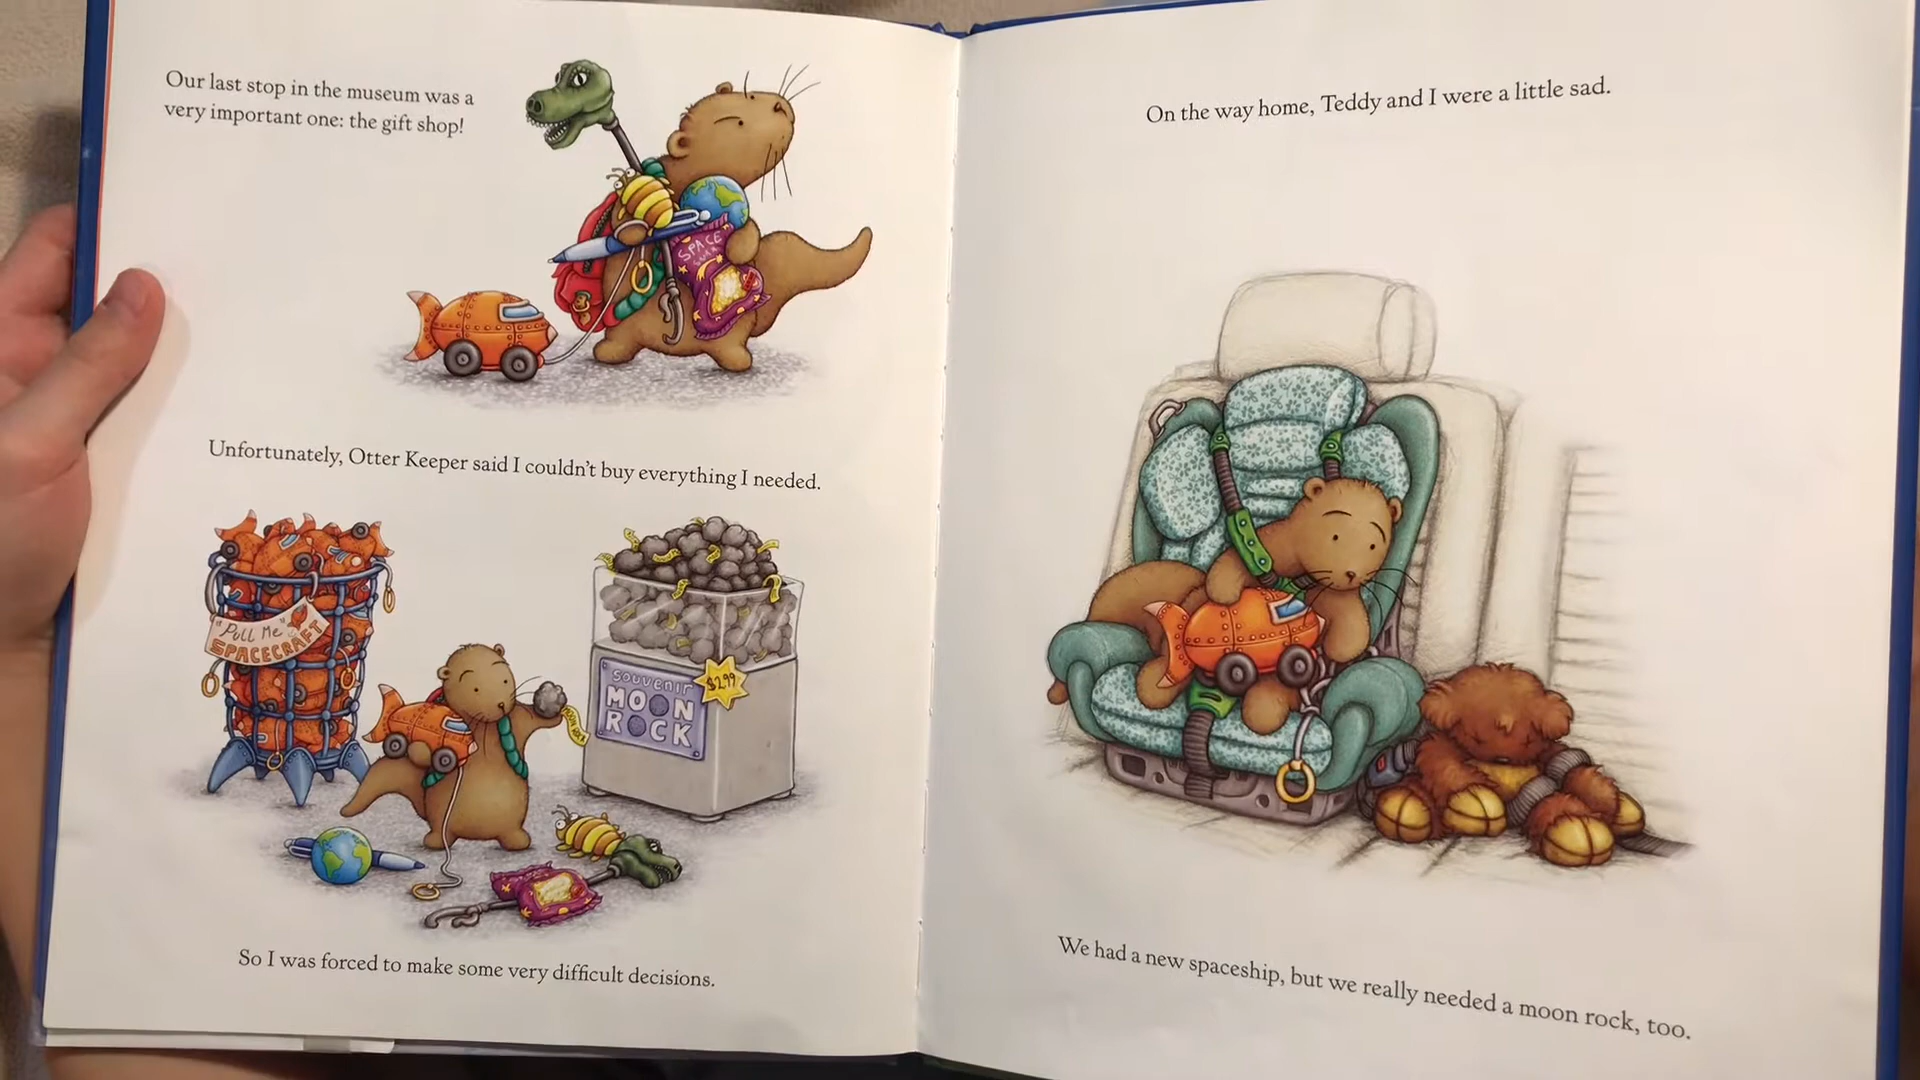 Our last stop in the museum was a
very important one: the gift shop!
SPACE
Unfortunately, Otter Keeper said I couldn't buy everything I needed.
"Pull Me"
SPACECRAFT
SOUVENIR
MOON
ROCK
$2.99
MOON ROCK
So I was forced to make some very difficult decisions.
On the way home, Teddy and I were a little sad.
We had a new spaceship, but we really needed a moon rock, too.